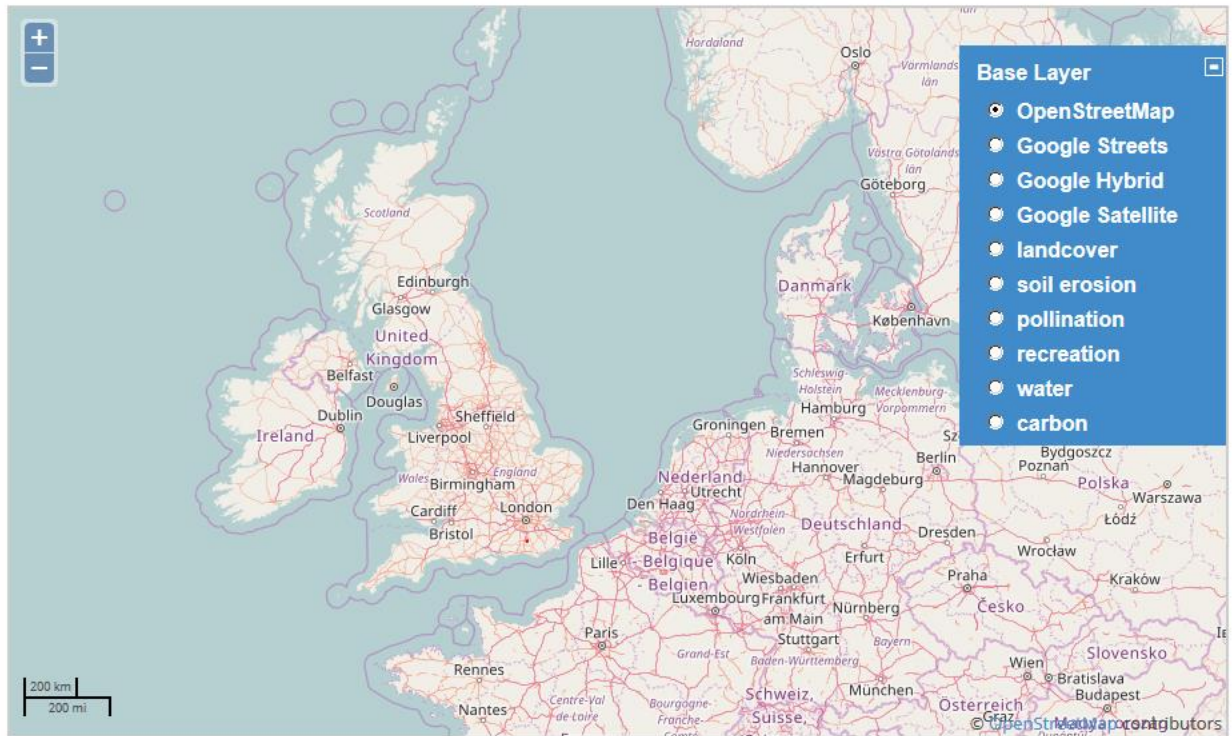 +
−
Base Layer
OpenStreetMap
Google Streets
Google Hybrid
Google Satellite
landcover
soil erosion
pollination
recreation
water
carbon
Hordaland
Oslo
Värmlands
län
Västra Götalands
län
Göteborg
Scotland
Edinburgh
Glasgow
United
Kingdom
Belfast
Douglas
Dublin
Ireland
Sheffield
Liverpool
Wales
England
Birmingham
Cardiff
Bristol
London
Danmark
København
Schleswig-
Holstein
Mecklenburg-
Vorpommern
Hamburg
Groningen
Bremen
Niedersachsen
Hannover
Berlin
Magdeburg
Nederland
Utrecht
Den Haag
Nordrhein
Westfalen
Deutschland
Bydgoszcz
Poznań
Polska
Warszawa
Łódź
Wrocław
Kraków
Dresden
Erfurt
Köln
België
- Belgique
- Belgien
Lille
Luxembourg
Wiesbaden
Frankfurt
am Main
Nürnberg
Praha
Česko
Stuttgart
Bayern
Baden-Württemberg
Grand-Est
Paris
Rennes
Nantes
Centre-Val
de Loire
Bourgogne-
Franche-
Comté
Schweiz,
Suisse,
München
Wien
Bratislava
Slovensko
Budapest
Österreich
Graz
Magyarország
200 km
200 mi
© OpenStreetMap contributors